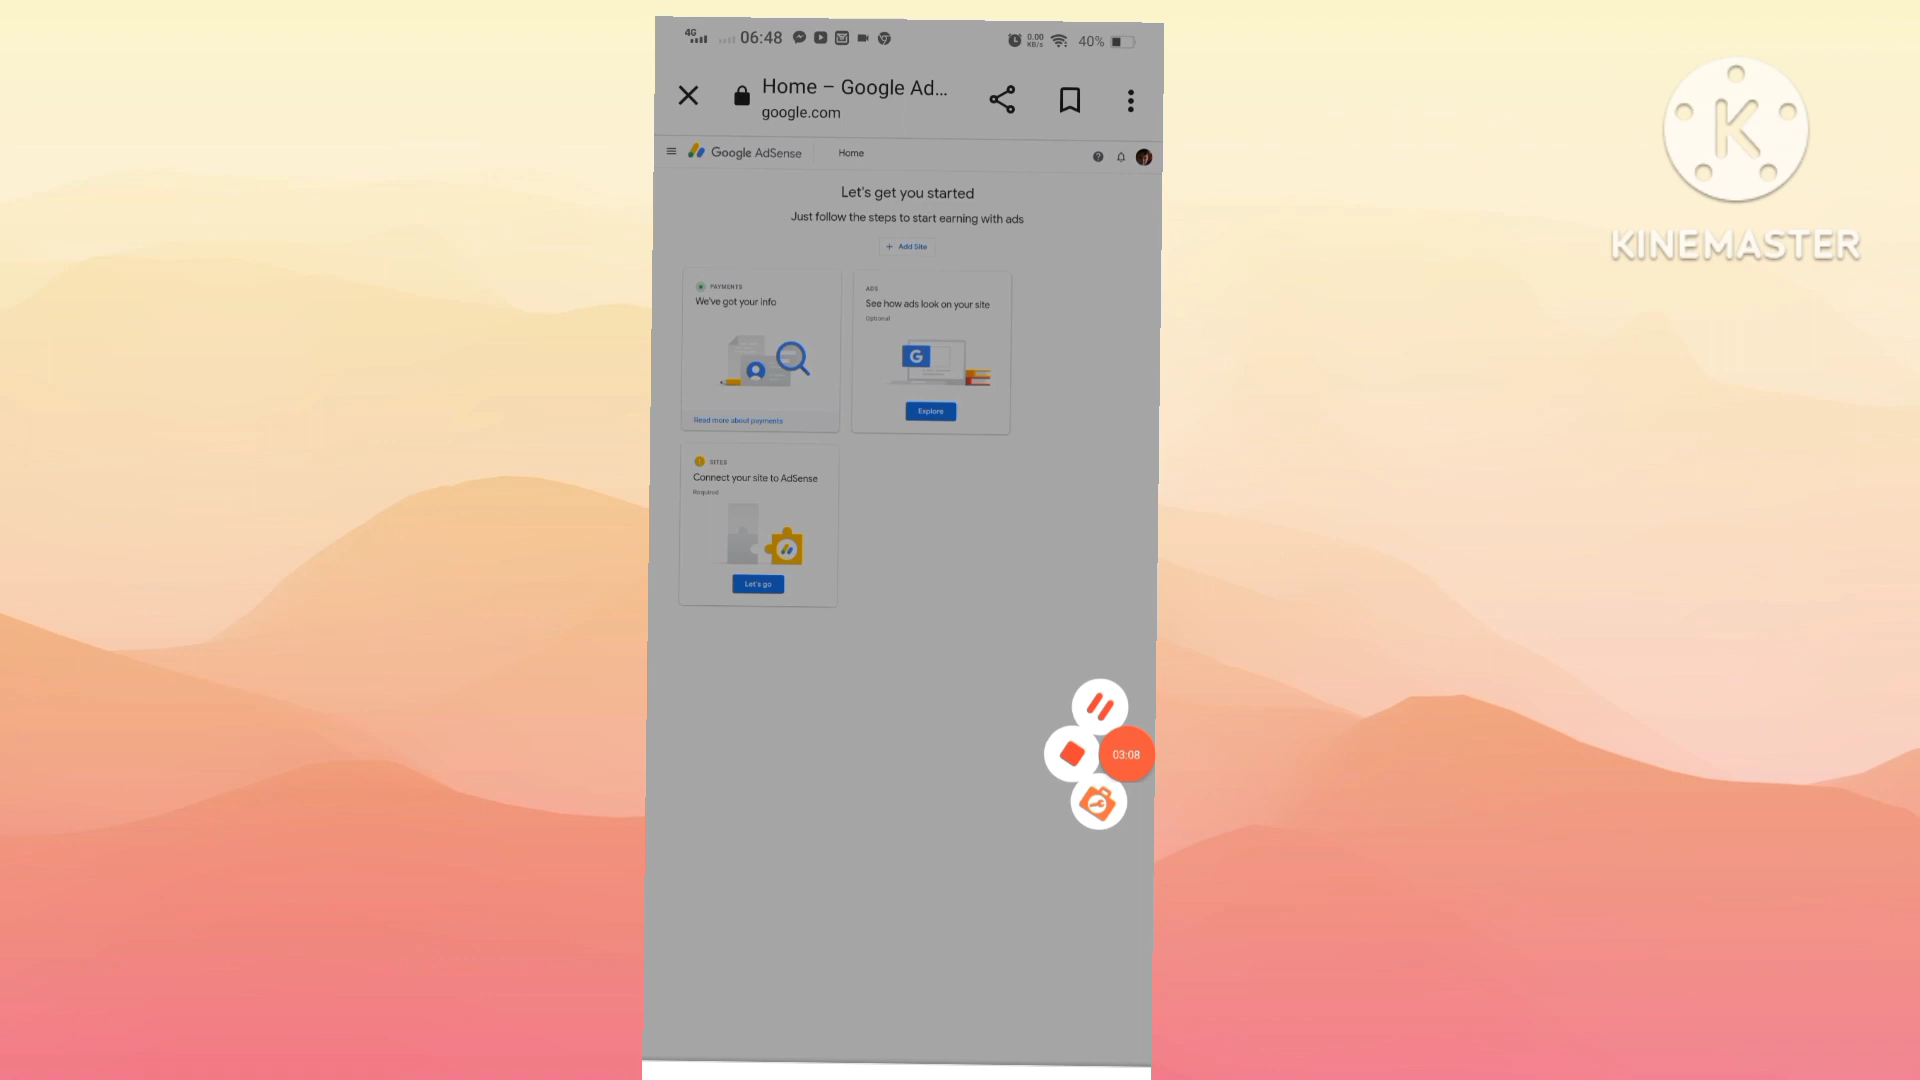 4G 06:48 0.00 KB/s 40%
Home – Google Ad...
google.com
Google AdSense Home
Let's get you started
Just follow the steps to start earning with ads
+ Add Site
PAYMENTS
We've got your info
Read more about payments
ADS
See how ads look on your site
Optional
G
Explore
SITES
Connect your site to AdSense
Required
Let's go
03:08
K
KINEMASTER